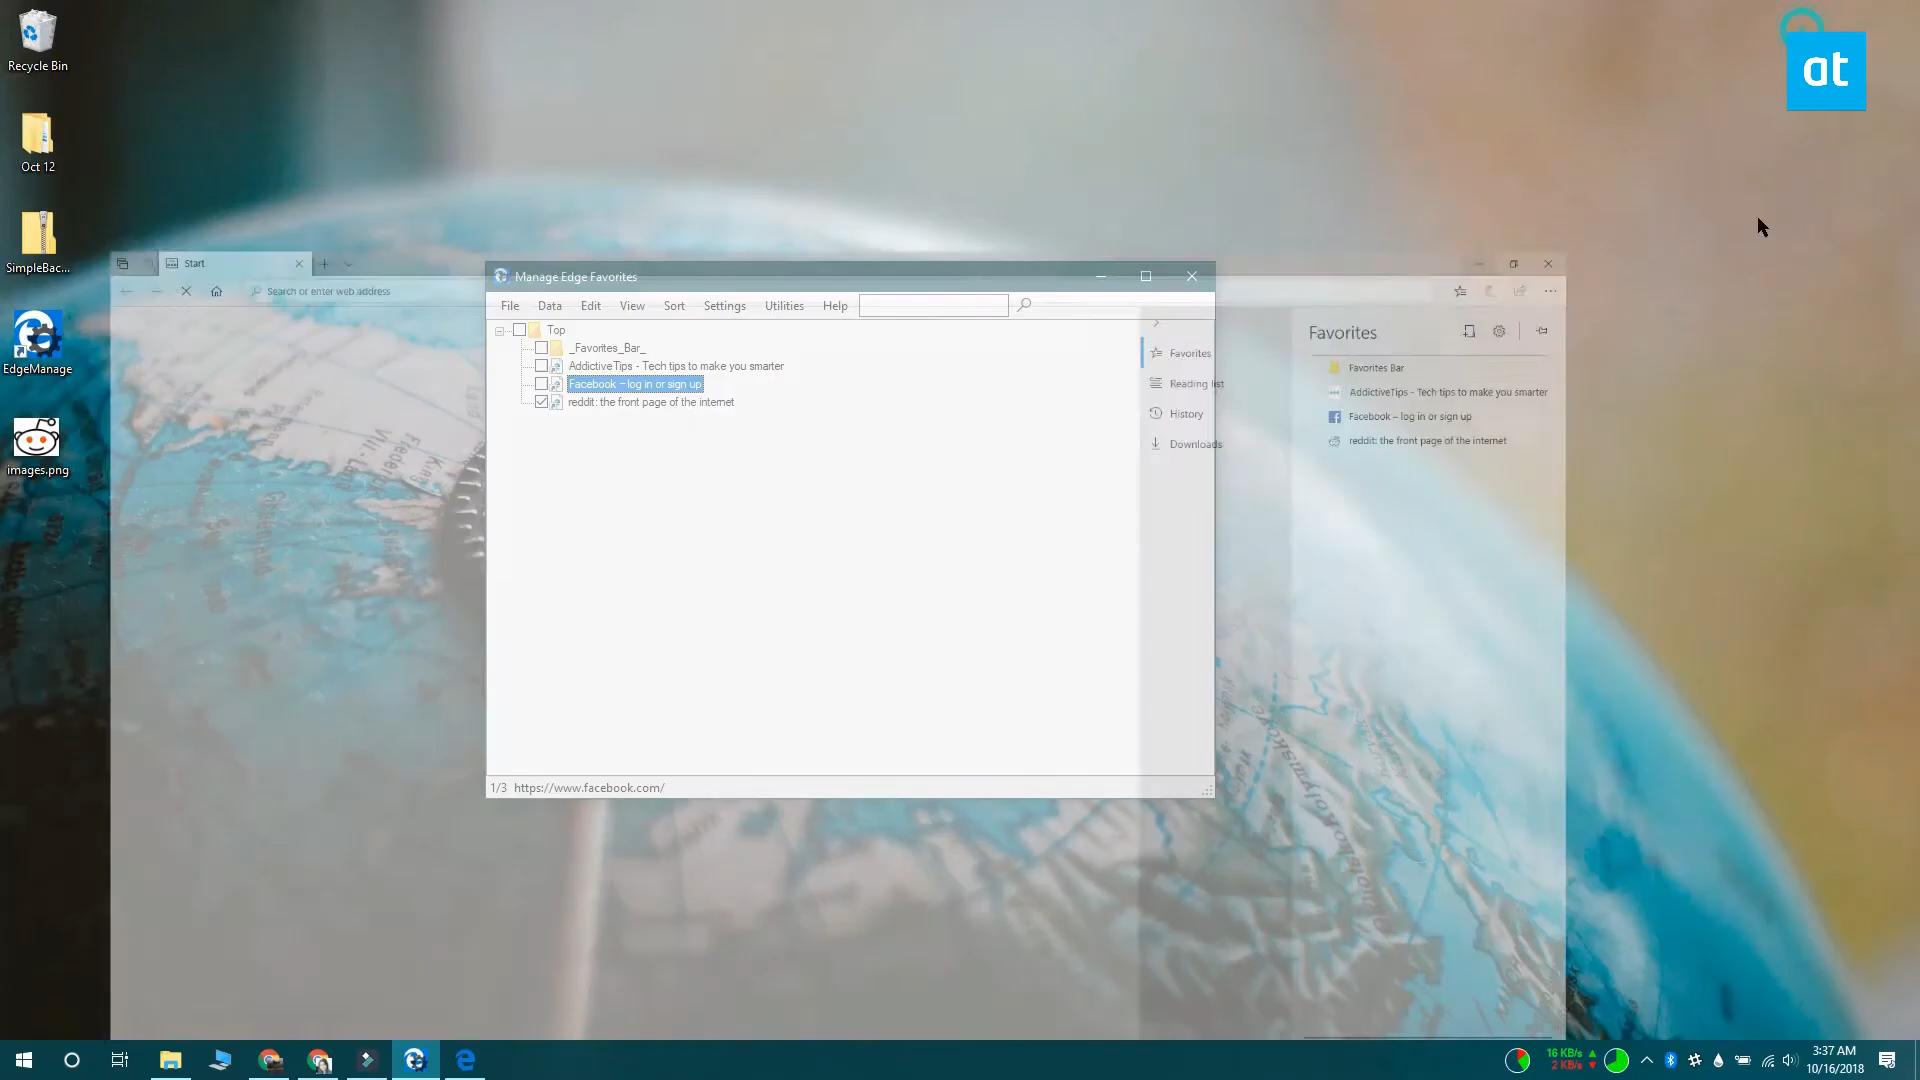 Recycle Bin
Oct 12
SimpleBac...
EdgeManage
images.png
at
Start
Search or enter web address
Manage Edge Favorites
File Data Edit View Sort Settings Utilities Help
Top
_Favorites_Bar_
AddictiveTips - Tech tips to make you smarter
Facebook – log in or sign up
reddit: the front page of the internet
1/3 https://www.facebook.com/
Favorites
Reading list
History
Downloads
Favorites
Favorites Bar
AddictiveTips - Tech tips to make you smarter
Facebook – log in or sign up
reddit: the front page of the internet
16 KB/s
2 KB/s
3:37 AM
10/16/2018